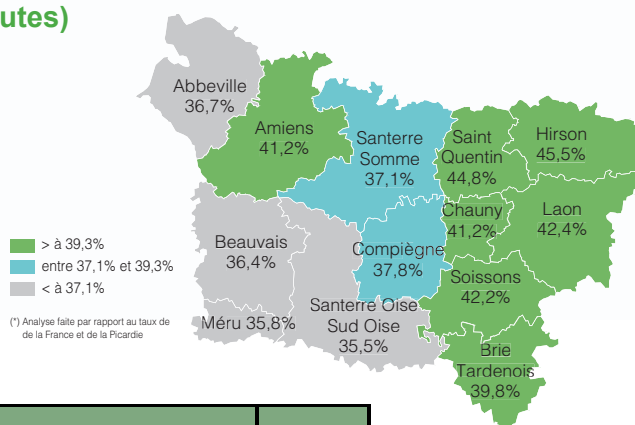 utes)
Abbeville
36,7%
Amiens
41,2%
Santerre
Somme
37,1%
Saint
Quentin
44,8%
Hirson
45,5%
Chauny
41,2%
Laon
42,4%
Beauvais
36,4%
Compiègne
37,8%
Soissons
42,2%
Méru 35,8%
Santerre Oise
Sud Oise
35,5%
Brie
Tardenois
39,8%
> à 39,3%
entre 37,1% et 39,3%
< à 37,1%
(*) Analyse faite par rapport au taux de
de la France et de la Picardie